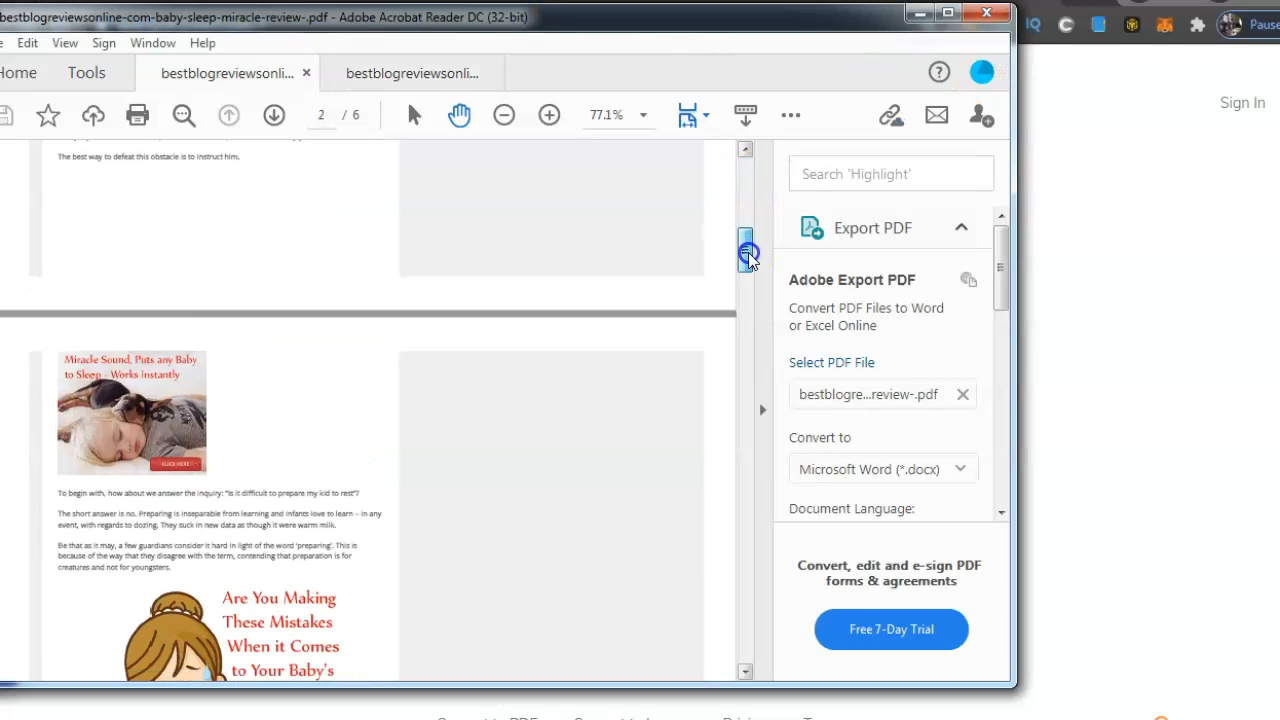 bestblogreviewsonline-com-baby-sleep-miracle-review-.pdf - Adobe Acrobat Reader DC (32-bit)
Edit View Sign Window Help
Home Tools bestblogreviewsonli... × bestblogreviewsonli...
2 / 6 77.1%
Pause
Sign In
The best way to defeat this obstacle is to instruct him.
Miracle Sound, Puts any Baby
to Sleep - Works Instantly
CLICK HERE
To begin with, how about we answer the inquiry: "Is it difficult to prepare my kid to rest"?
The short answer is no. Preparing is inseparable from learning and infants love to learn – in any
event, with regards to dozing. They suck in new data as though it were warm milk.
Be that as it may, a few guardians consider it hard in light of the word 'preparing'. This is
because of the way that they disagree with the term, contending that preparation is for
creatures and not for youngsters.
Are You Making
These Mistakes
When it Comes
to Your Baby's
Search 'Highlight'
Export PDF
Adobe Export PDF
Convert PDF Files to Word
or Excel Online
Select PDF File
bestblogre...review-.pdf
Convert to
Microsoft Word (*.docx)
Document Language:
Convert, edit and e-sign PDF
forms & agreements
Free 7-Day Trial